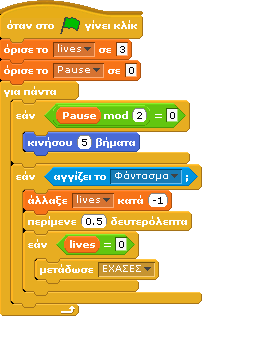 όταν στο γίνει κλίκ
όρισε το lives σε 3
όρισε το Pause σε 0
για πάντα
εάν Pause mod 2 = 0
κινήσου 5 βήματα
εάν αγγίζει το Φάντασμα ;
άλλαξε lives κατά -1
περίμενε 0.5 δευτερόλεπτα
εάν lives = 0
μετάδωσε ΕΧΑΣΕΣ